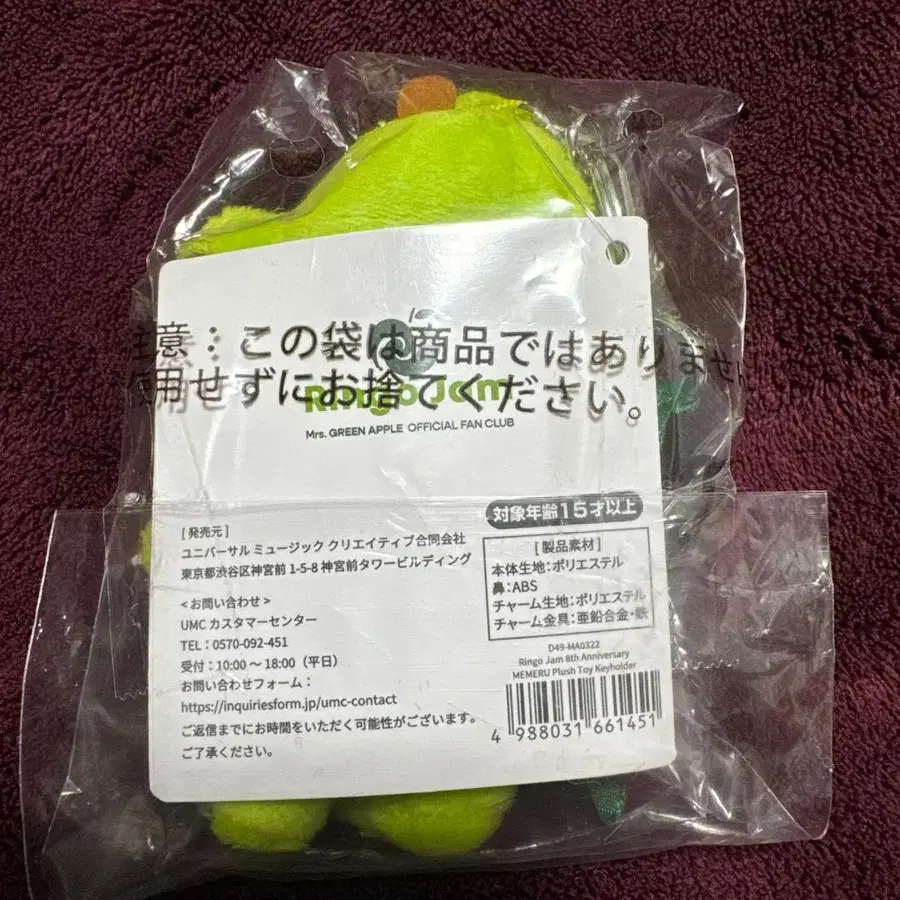 注意：この袋は商品ではありません
使用せずにお捨てください。
Ringo Jam
Mrs. GREEN APPLE OFFICIAL FAN CLUB
対象年齢15才以上
[発売元]
ユニバーサル ミュージック クリエイティブ合同会社
東京都渋谷区神宮前 1-5-8 神宮前タワービルディング
<お問い合わせ>
UMC カスタマーセンター
TEL：0570-092-451
受付：10:00 〜 18:00（平日）
お問い合わせフォーム：
https://inquiriesform.jp/umc-contact
ご返信までにお時間をいただく可能性がございます。
ご了承ください。
[製品素材]
本体生地：ポリエステル
鼻：ABS
チャーム生地：ポリエステル
チャーム金具：亜鉛合金・鉄
D49-MA0322
Ringo Jam 8th Anniversary
MEMERU Plush Toy Keyholder
4 988031 661451